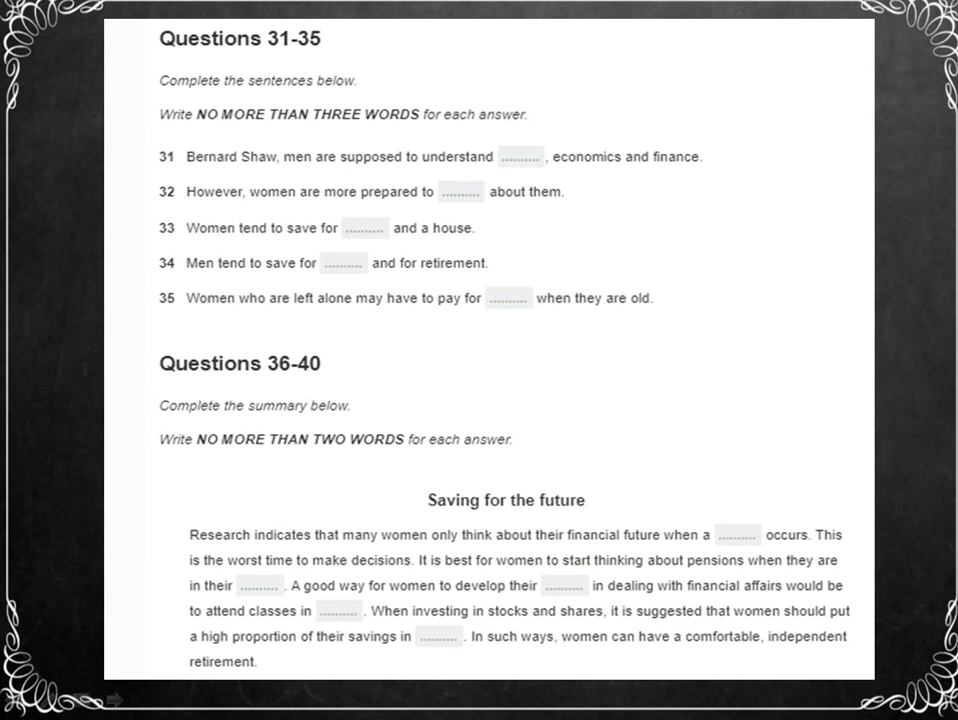 Questions 31-35
Complete the sentences below.
Write NO MORE THAN THREE WORDS for each answer.
31 Bernard Shaw, men are supposed to understand .......... , economics and finance.
32 However, women are more prepared to .......... about them.
33 Women tend to save for .......... and a house.
34 Men tend to save for .......... and for retirement.
35 Women who are left alone may have to pay for .......... when they are old.
Questions 36-40
Complete the summary below.
Write NO MORE THAN TWO WORDS for each answer.
Saving for the future
Research indicates that many women only think about their financial future when a .......... occurs. This
is the worst time to make decisions. It is best for women to start thinking about pensions when they are
in their .......... . A good way for women to develop their .......... in dealing with financial affairs would be
to attend classes in .......... . When investing in stocks and shares, it is suggested that women should put
a high proportion of their savings in .......... . In such ways, women can have a comfortable, independent
retirement.